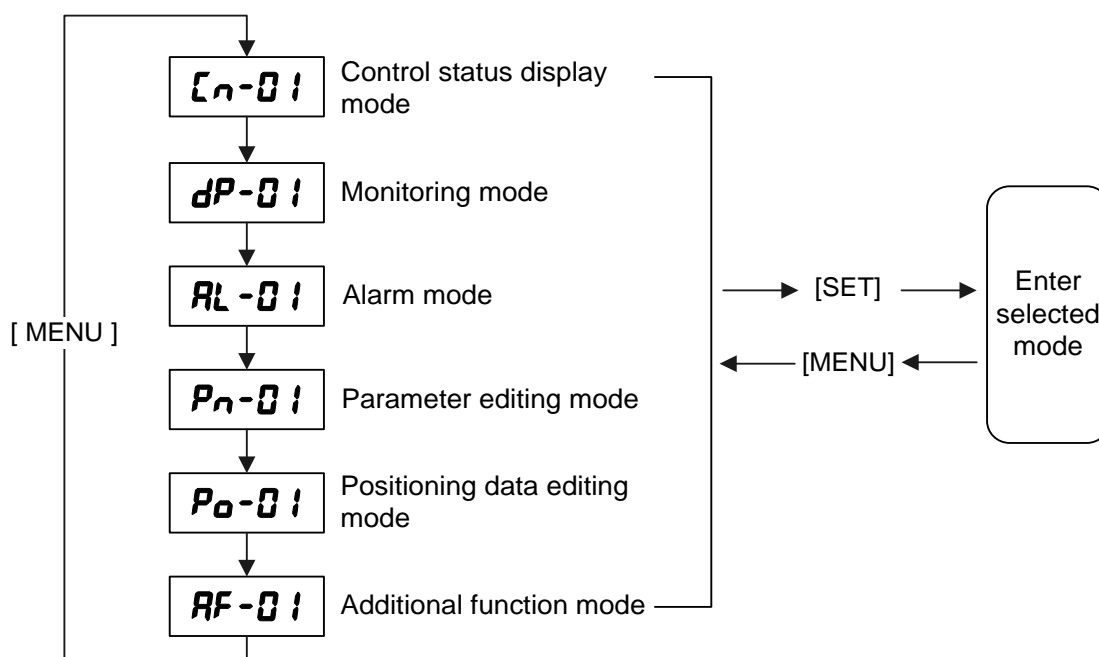 Cn-01
Control status display
mode
dP-01
Monitoring mode
AL-01
Alarm mode
[ MENU ]
Pn-01
Parameter editing mode
Po-01
Positioning data editing
mode
AF-01
Additional function mode
[SET]
[MENU]
Enter
selected
mode